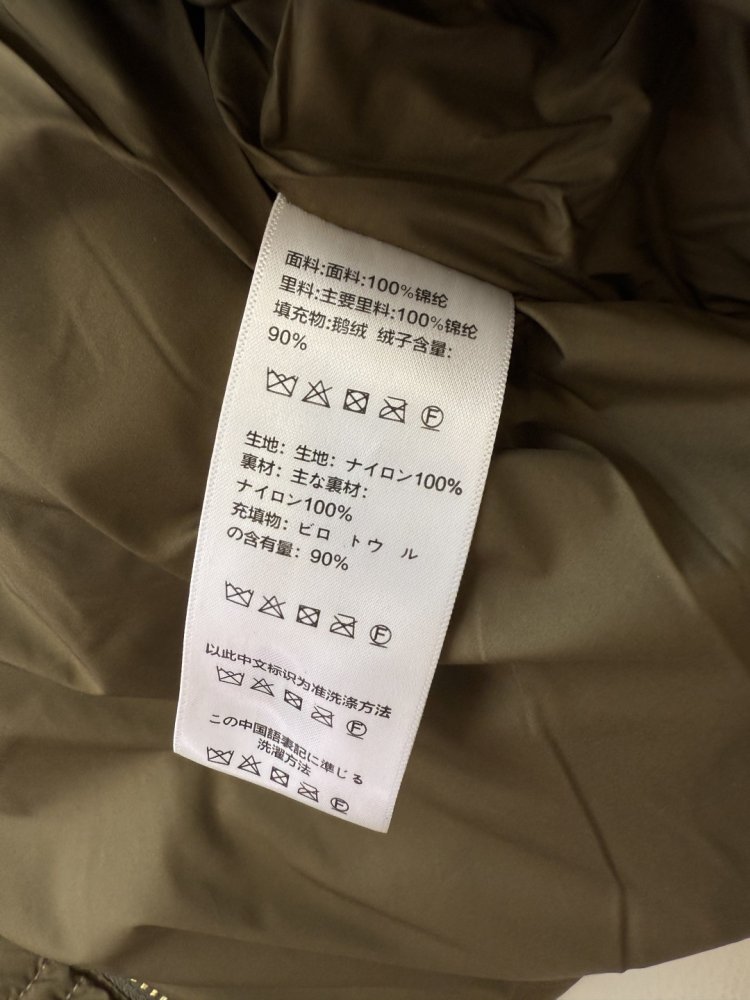 面料:面料:100%锦纶
里料:主要里料:100%锦纶
填充物:鹅绒 绒子含量:
90%
F
生地: 生地: ナイロン100%
裏材: 主な裏材:
ナイロン100%
充填物: ビロ トウル
の含有量: 90%
F
以此中文标识为准洗涤方法
F
この中国語表記に準じる
洗濯方法
F